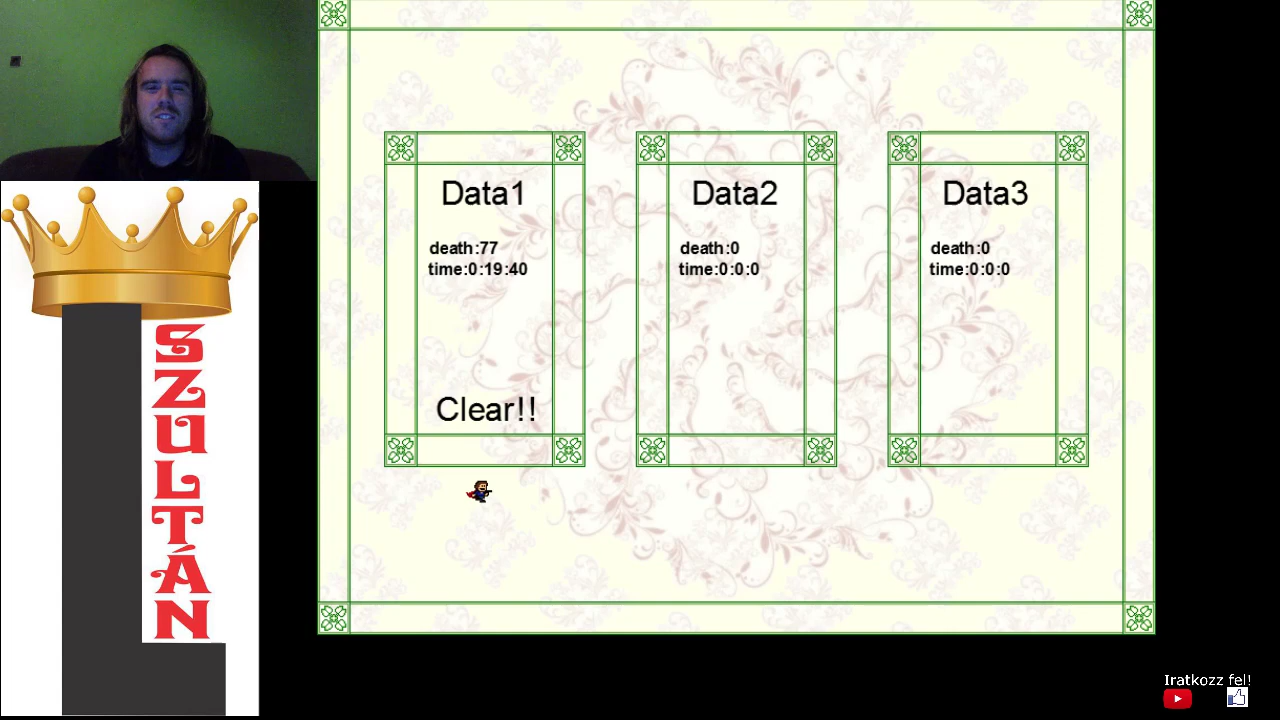 SZULTÁN
Data1
death:77
time:0:19:40
Clear!!
Data2
death:0
time:0:0:0
Data3
death:0
time:0:0:0
Iratkozz fel!